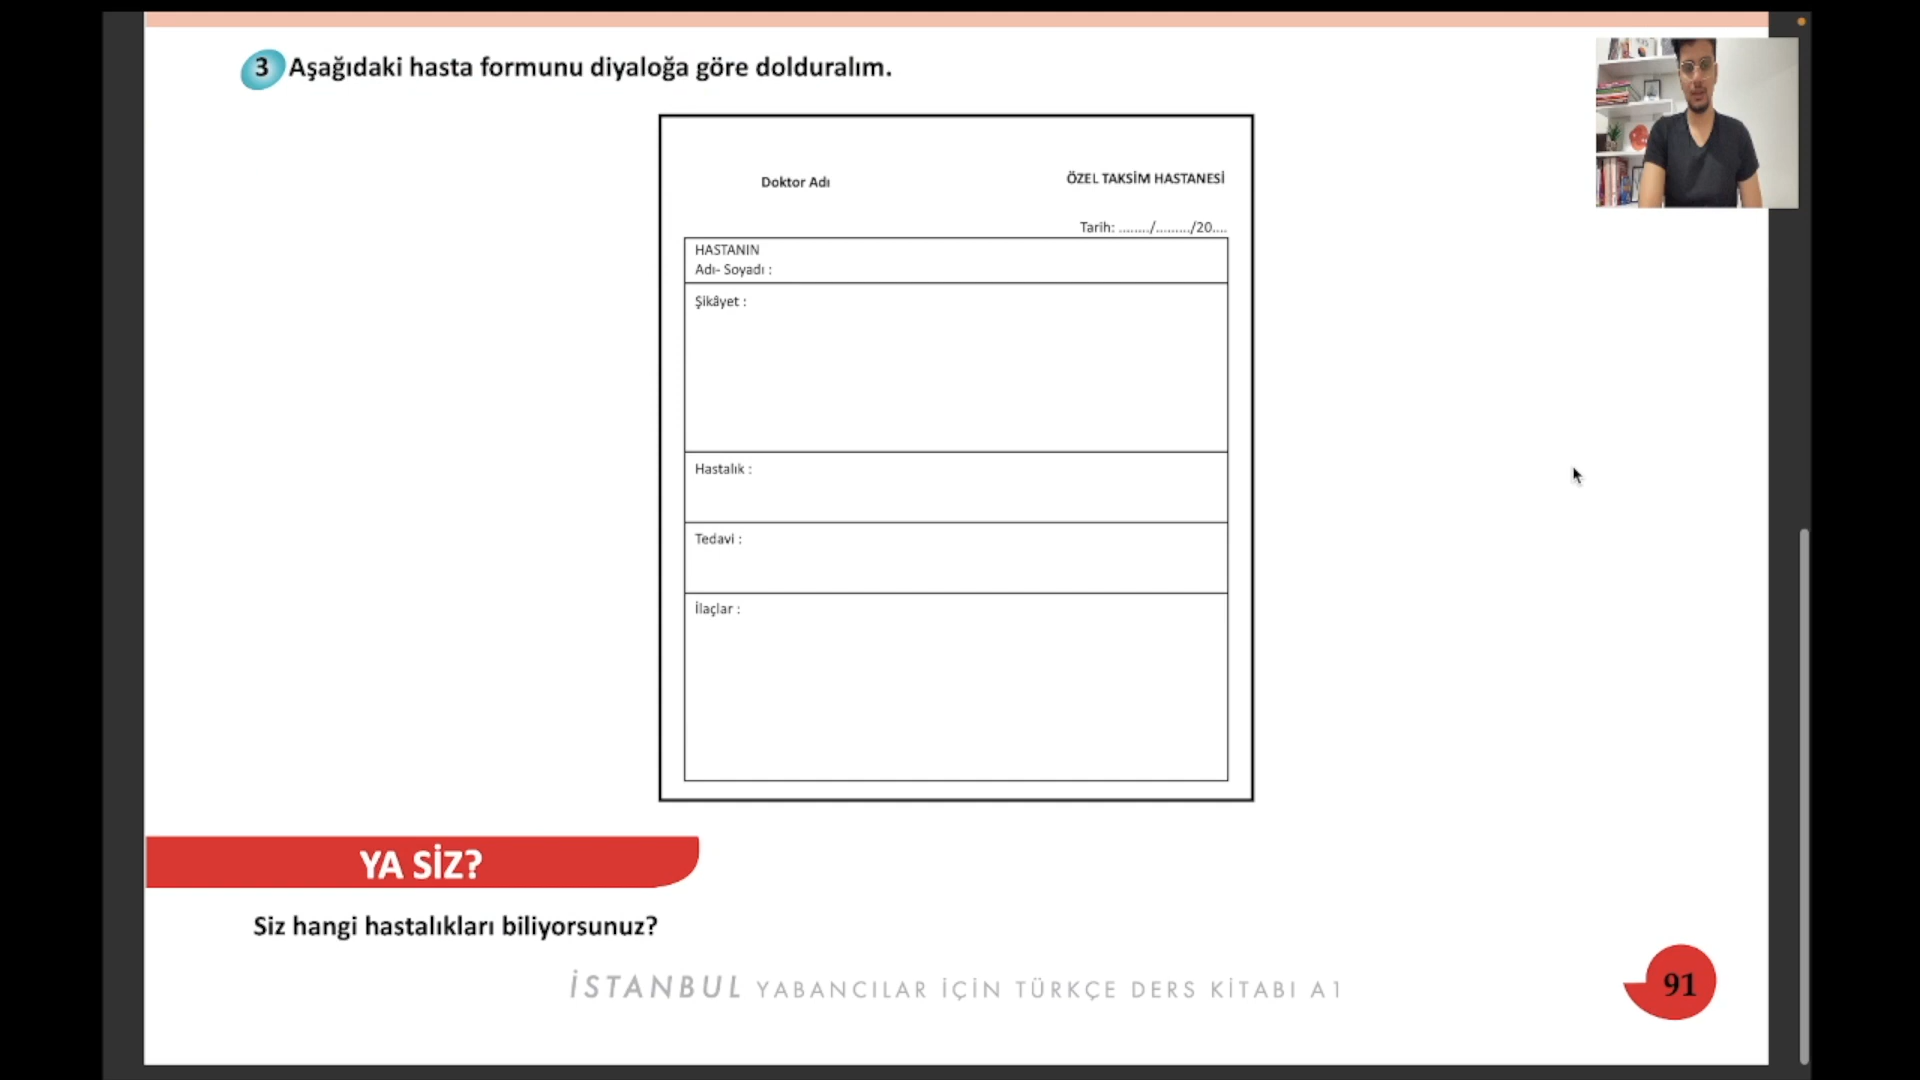 3 Aşağıdaki hasta formunu diyaloğa göre dolduralım.
Doktor Adı
ÖZEL TAKSİM HASTANESİ
Tarih: ......../........./20....
HASTANIN
Adı- Soyadı :
Şikâyet :
Hastalık :
Tedavi :
İlaçlar :
YA SİZ?
Siz hangi hastalıkları biliyorsunuz?
İSTANBUL YABANCILAR İÇİN TÜRKÇE DERS KİTABI A1
91